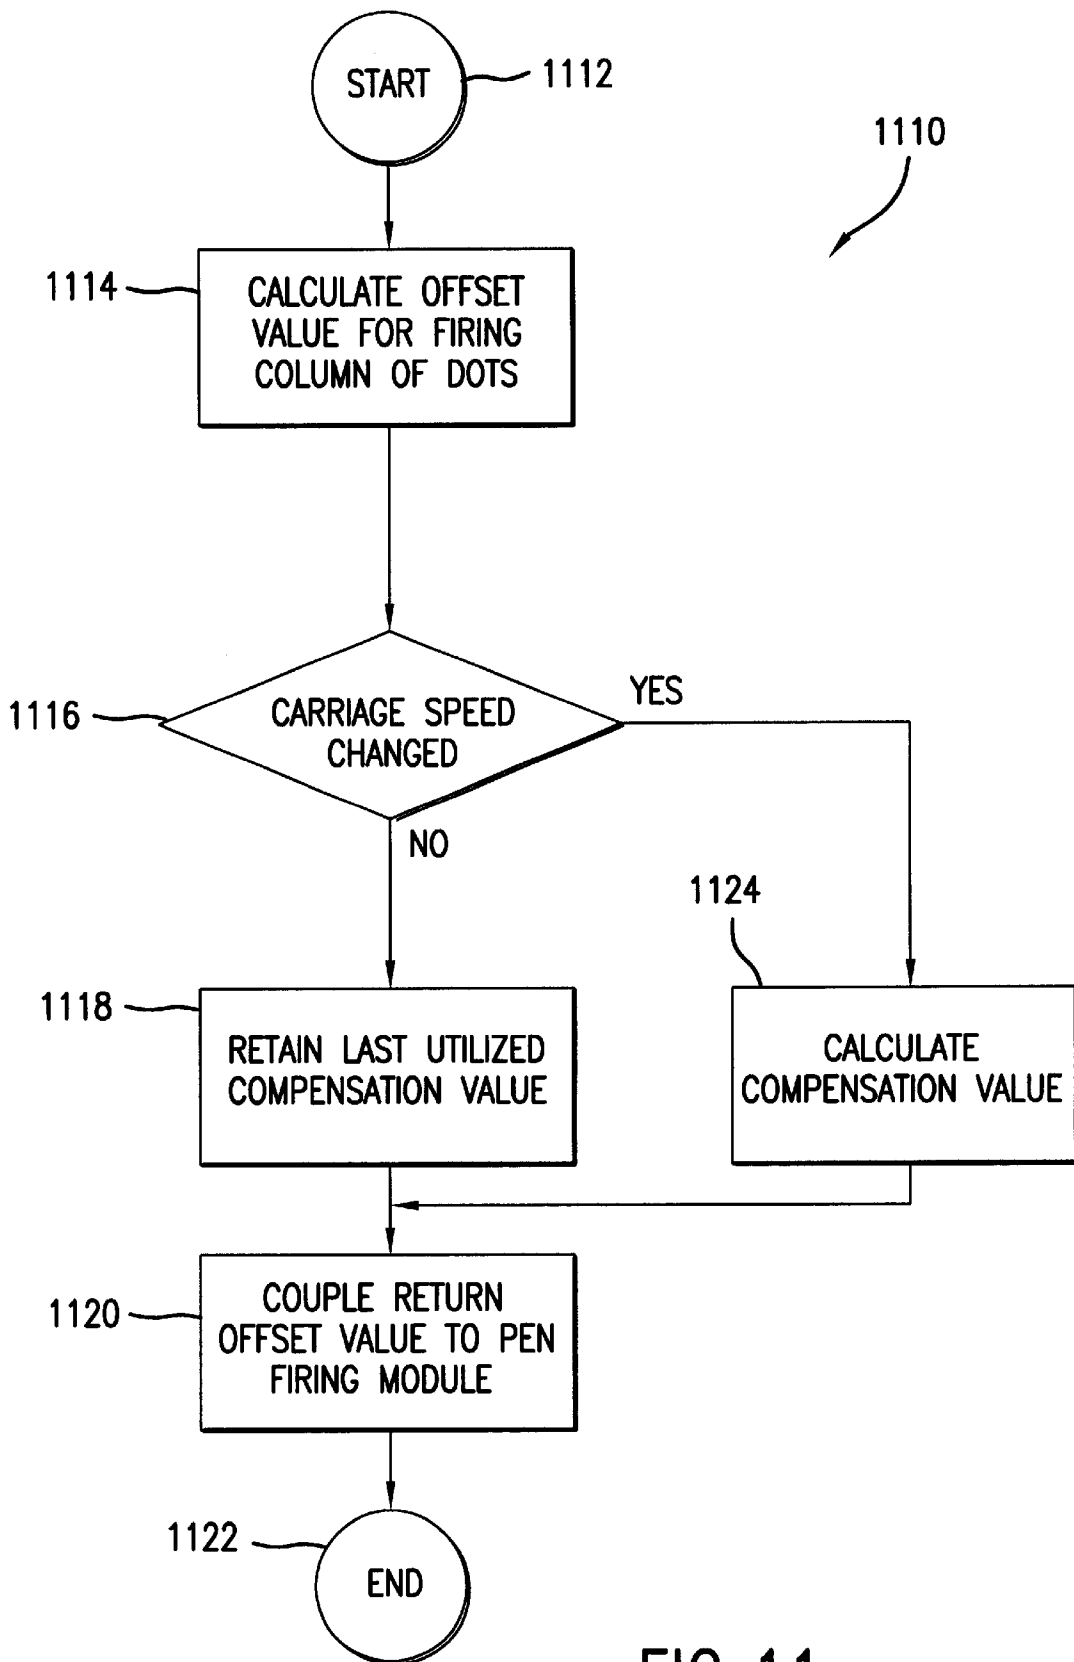 START
1112
1110
1114
CALCULATE OFFSET
VALUE FOR FIRING
COLUMN OF DOTS
1116
CARRIAGE SPEED
CHANGED
YES
NO
1124
1118
RETAIN LAST UTILIZED
COMPENSATION VALUE
CALCULATE
COMPENSATION VALUE
1120
COUPLE RETURN
OFFSET VALUE TO PEN
FIRING MODULE
1122
END
FIG. 11